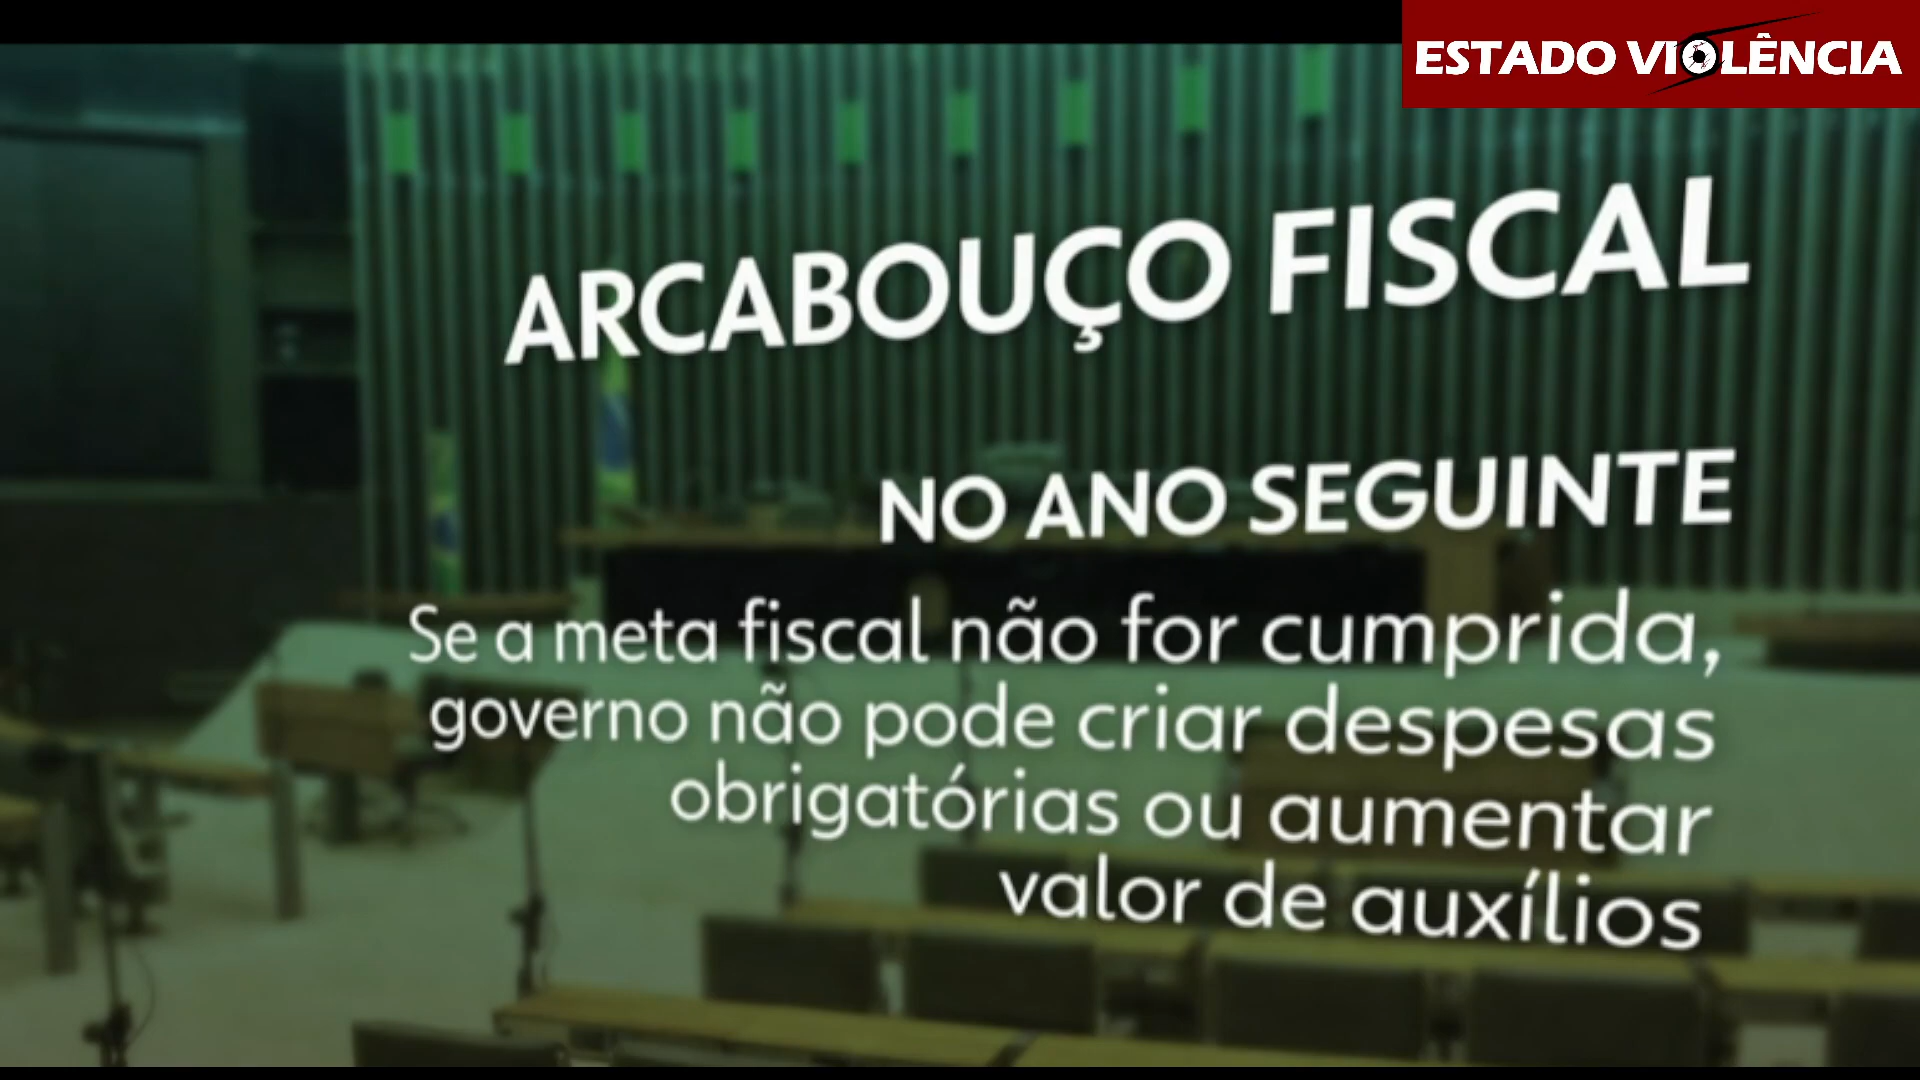 ESTADO VIOLÊNCIA
ARCABOUÇO FISCAL
NO ANO SEGUINTE
Se a meta fiscal não for cumprida,
governo não pode criar despesas
obrigatórias ou aumentar
valor de auxílios